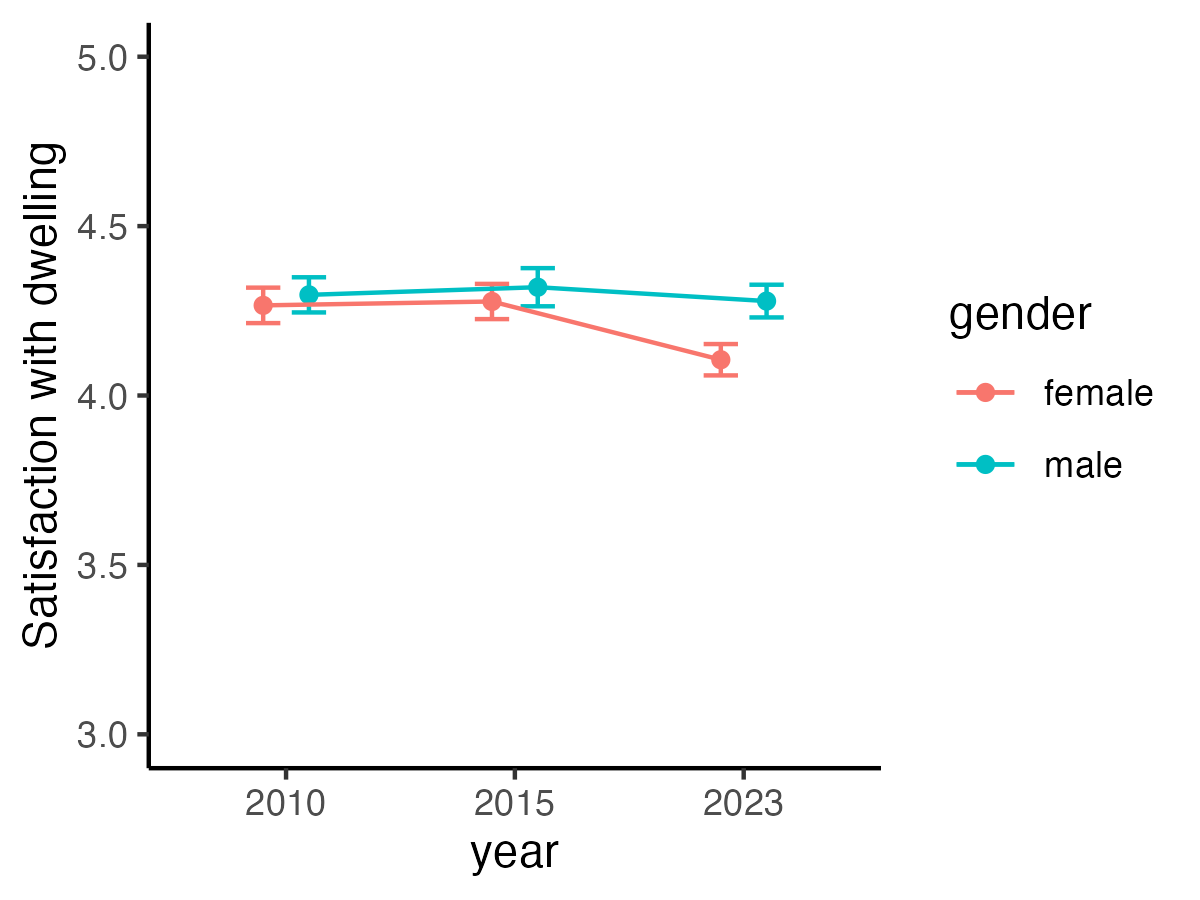 Satisfaction with dwelling
5.0
4.5
4.0
3.5
3.0
2010 2015 2023
year
gender
female
male